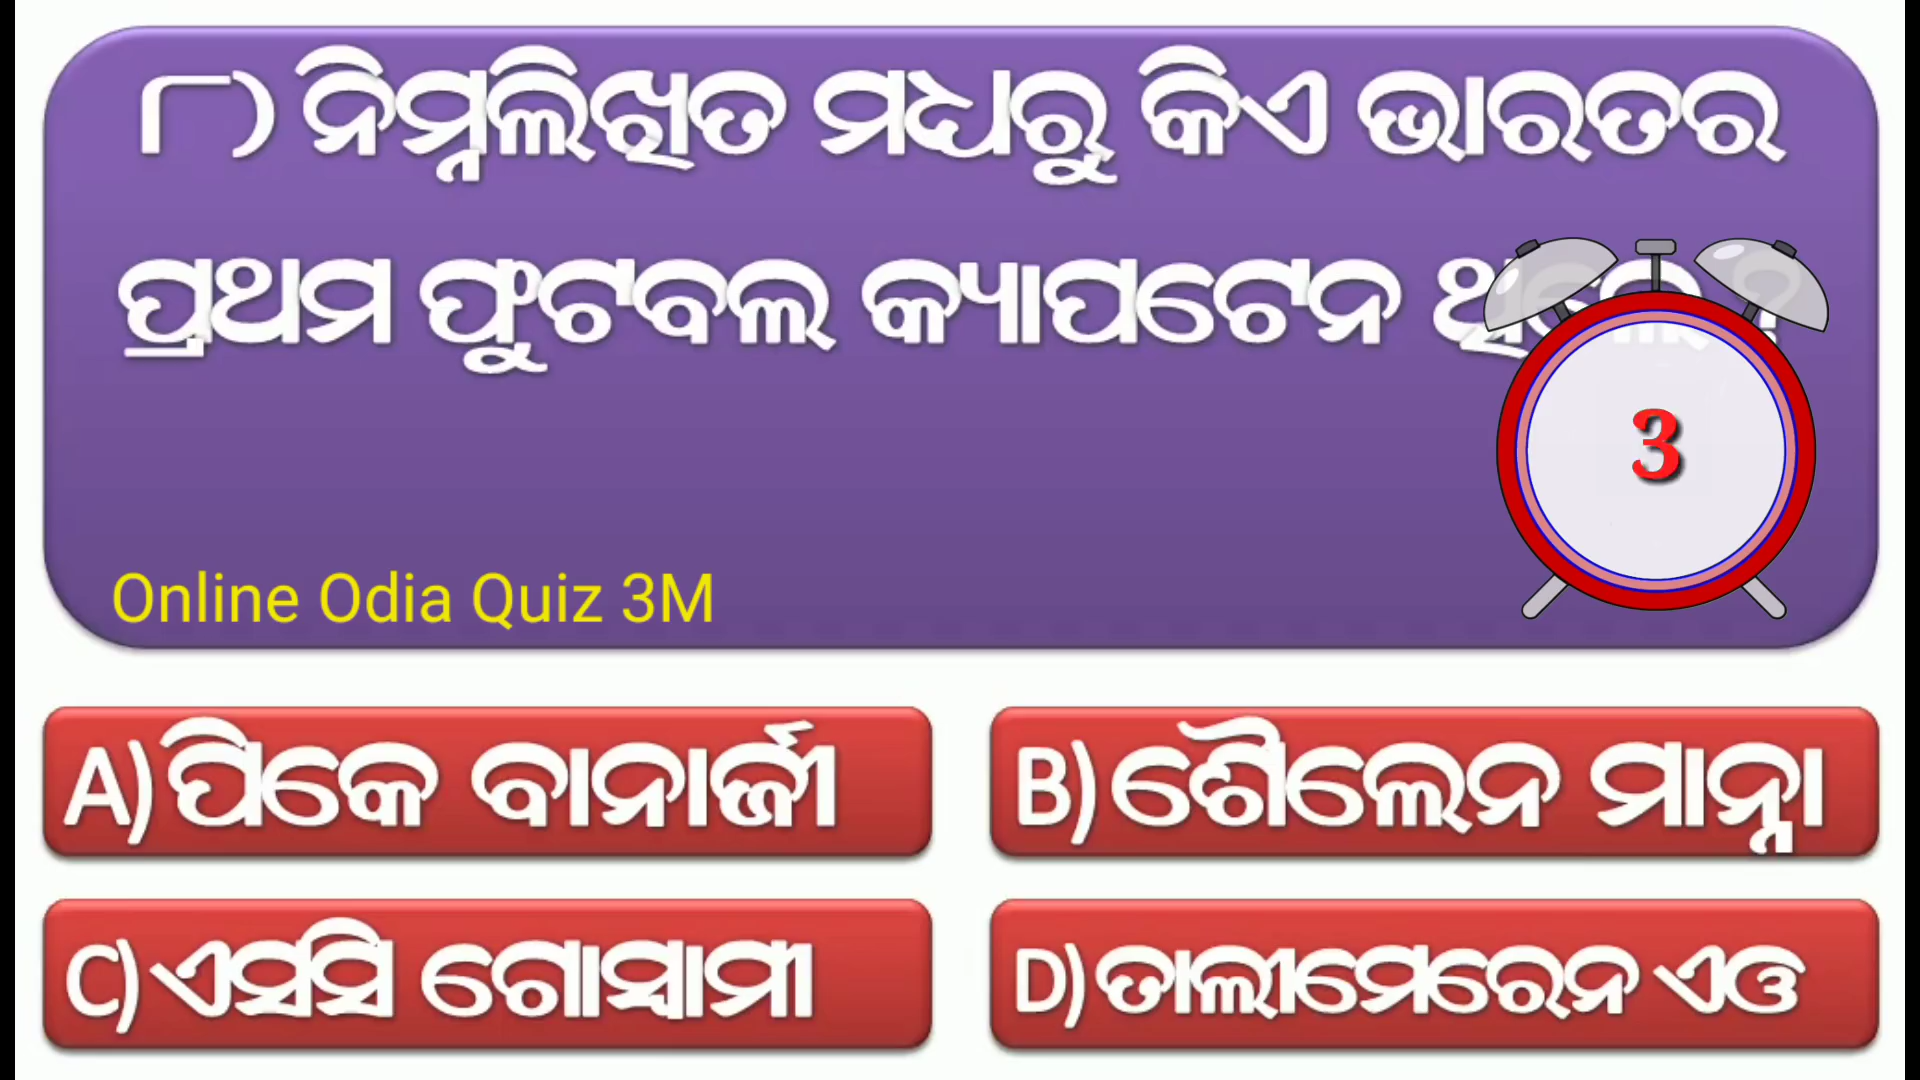 ୮) ନିମ୍ନଲିଖିତ ମଧ୍ୟରୁ କିଏ ଭାରତର
ପ୍ରଥମ ଫୁଟବଲ କ୍ୟାପଟେନ ଥିଲେ ?
3
Online Odia Quiz 3M
A) ପିକେ ବାନାର୍ଜୀ
B) ଶୈଲେନ ମାନ୍ନା
C) ଏସସି ଗୋସ୍ୱାମୀ
D) ତାଲୀମେରେନ ଏଓ